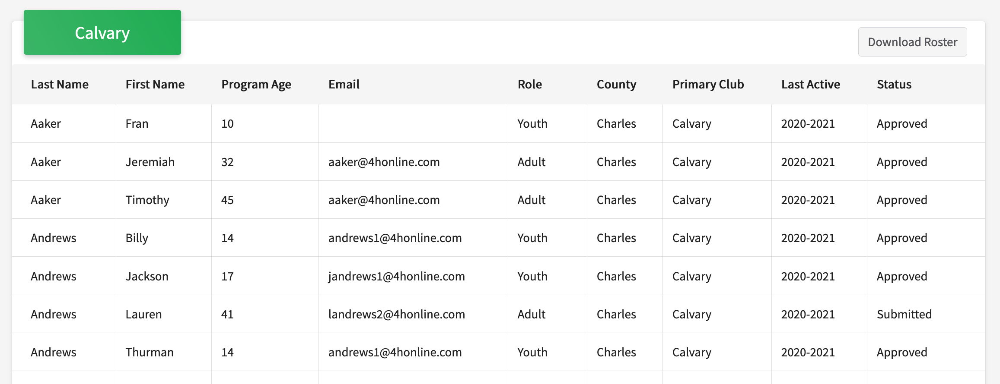 Calvary
Download Roster
Last Name First Name Program Age Email Role County Primary Club Last Active Status
Aaker Fran 10 Youth Charles Calvary 2020-2021 Approved
Aaker Jeremiah 32 aaker@4honline.com Adult Charles Calvary 2020-2021 Approved
Aaker Timothy 45 aaker@4honline.com Adult Charles Calvary 2020-2021 Approved
Andrews Billy 14 andrews1@4honline.com Youth Charles Calvary 2020-2021 Approved
Andrews Jackson 17 jandrews1@4honline.com Youth Charles Calvary 2020-2021 Approved
Andrews Lauren 41 landrews2@4honline.com Adult Charles Calvary 2020-2021 Submitted
Andrews Thurman 14 andrews1@4honline.com Youth Charles Calvary 2020-2021 Approved